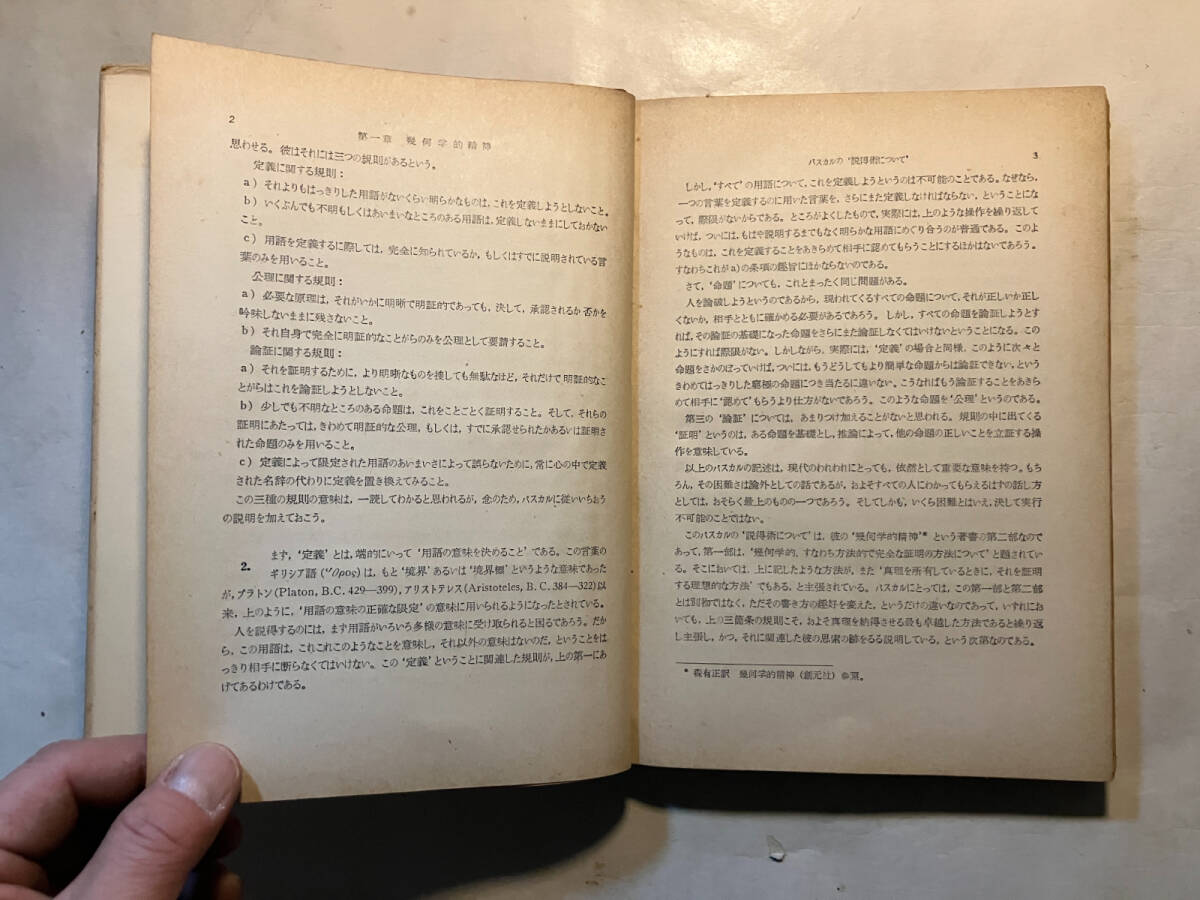 2
第一章 幾何学的精神
思わせる。彼はそれには三つの規則があるという。
定義に関する規則：
a） それよりもはっきりした用語がないくらい明らかなものは，これを定義しようとしないこと。
b） いくぶんでも不明もしくはあいまいなところのある用語は，定義しないままにしておかない
こと。
c） 用語を定義するに際しては，完全に知られているか，もしくはすでに説明されている言
葉のみを用いること。
公理に関する規則：
a） 必要な原理は，それがいかに明晰で明証的であっても，決して，承認されるか否かを
吟味しないままに残さないこと。
b） それ自身で完全に明証的なことがらのみを公理として要請すること。
論証に関する規則：
a） それを証明するために，より明晰なものを捜しても無駄なほど，それだけで明証的なこ
とがらはこれを論証しようとしないこと。
b） 少しでも不明なところのある命題は，これをことごとく証明すること。そして，それらの
証明にあたっては，きわめて明証的な公理，もしくは，すでに承認せられたかあるいは証明さ
れた命題のみを用いること。
c） 定義によって限定された用語のあいまいさによって誤らないために，常に心の中で定義
された名辞の代わりに定義を置き換えてみること。
この三種の規則の意味は，一読してわかると思われるが，念のため，パスカルに従いいちおう
の説明を加えておこう。
2. まず，‘定義’とは，端的にいって‘用語の意味を決めること’である。この言葉の
ギリシア語（ὅρος）は，もと‘境界’あるいは‘境界棚’というような意味であった
が，プラトン(Platon, B.C. 429—399)，アリストテレス(Aristoteles, B.C. 384—322)以
来，上のように，‘用語の意味の正確な限定’の意味に用いられるようになったとされている。
人を説得するのには，まず用語がいろいろ多様の意味に受け取られると困るであろう。だか
ら，この用語は，これこれこのようなことを意味し，それ以外の意味はないのだ，ということをは
っきり相手に断らなくてはいけない。この‘定義’ということに関連した規則が，上の第一にあ
げてあるわけである。
パスカルの‘説得術について’
3
しかし，‘すべて’の用語について，これを定義しようというのは不可能のことである。なぜなら，
一つの言葉を定義するのに用いた言葉を，さらにまた定義しなければならない，ということにな
って，際限がないからである。ところがよくしたもので，実際には，上のような操作を繰り返して
いけば，ついには，もはや説明するまでもなく明らかな用語にめぐり合うのが普通である。このよ
うなものは，これを定義することをあきらめて相手に認めてもらうことにするほかはないであろう。
すなわちこれが a)の条項の趣旨にほかならないのである。
さて，‘命題’についても，これとまったく同じ問題がある。
人を論破しようというのであるから，現われてくるすべての命題について，それが正しいか正し
くないか，相手とともに確かめる必要があるであろう。しかし，すべての命題を論証しようとす
れば，その論証の基礎になった命題をさらにまた論証しなくてはいけないということになる。この
ようにすれば際限がない。しかしながら，実際には，‘定義’の場合と同様，このように次々と
命題をさかのぼっていけば，ついには，もうどうしてもより簡単な命題からは論証できない，という
きわめてはっきりした窮極の命題につき当たるに違いない。こうなればもう論証することをあきら
めて相手に‘認めて’もらうより仕方がないであろう。このような命題を‘公理’というのである。
第三の‘論証’については，あまりつけ加えることがないと思われる。規則の中に出てくる
‘証明’というのは，ある命題を基礎とし，推論によって，他の命題の正しいことを立証する操
作を意味している。
以上のパスカルの記述は，現代のわれわれにとっても，依然として重要な意味を持つ。もち
ろん，その困難さは論外としての話であるが，およそすべての人にわかってもらえるはずの話し方
としては，おそらく最上のものの一つであろう。そしてしかも，いくら困難とはいえ，決して実行
不可能のことではない。
このパスカルの‘説得術について’は，彼の‘幾何学的精神’* という著書の第二部なので
あって，第一部は，‘幾何学的，すなわち方法的で完全な証明の方法について’と題されてい
る。そこにおいては，上に記したような方法が，また‘真理を所有しているときに，それを証明
する理想的な方法’でもある，と主張されている。パスカルにとっては，この第一部と第二部
とは別物ではなく，ただその書き方の趣好を変えた，というだけの違いなのであって，いずれにお
いても，上の三箇条の規則こそ，およそ真理を納得させる最も卓越した方法であると繰り返
し主張し，かつ，それに関連した彼の思索の跡をるる説明している，という次第なのである。
* 森有正訳 幾何学的精神（創元社）参照。